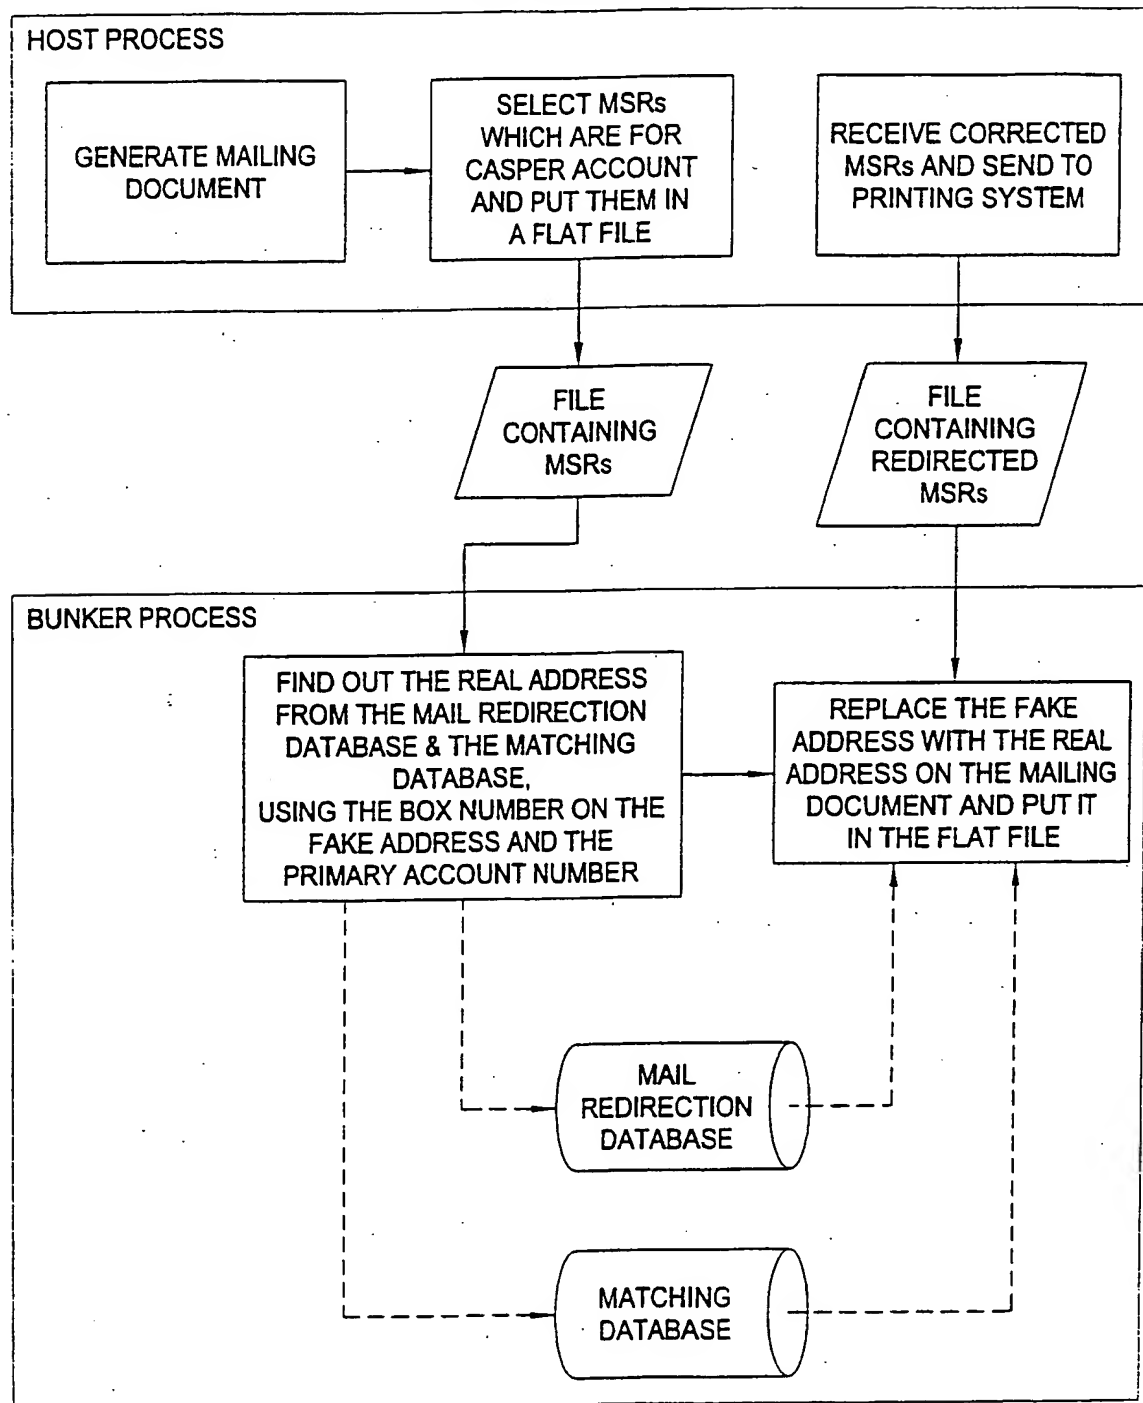 HOST PROCESS
GENERATE MAILING
DOCUMENT
SELECT MSRs
WHICH ARE FOR
CASPER ACCOUNT
AND PUT THEM IN
A FLAT FILE
RECEIVE CORRECTED
MSRs AND SEND TO
PRINTING SYSTEM
FILE
CONTAINING
MSRs
FILE
CONTAINING
REDIRECTED
MSRs
BUNKER PROCESS
FIND OUT THE REAL ADDRESS
FROM THE MAIL REDIRECTION
DATABASE & THE MATCHING
DATABASE,
USING THE BOX NUMBER ON THE
FAKE ADDRESS AND THE
PRIMARY ACCOUNT NUMBER
REPLACE THE FAKE
ADDRESS WITH THE REAL
ADDRESS ON THE MAILING
DOCUMENT AND PUT IT
IN THE FLAT FILE
MAIL
REDIRECTION
DATABASE
MATCHING
DATABASE